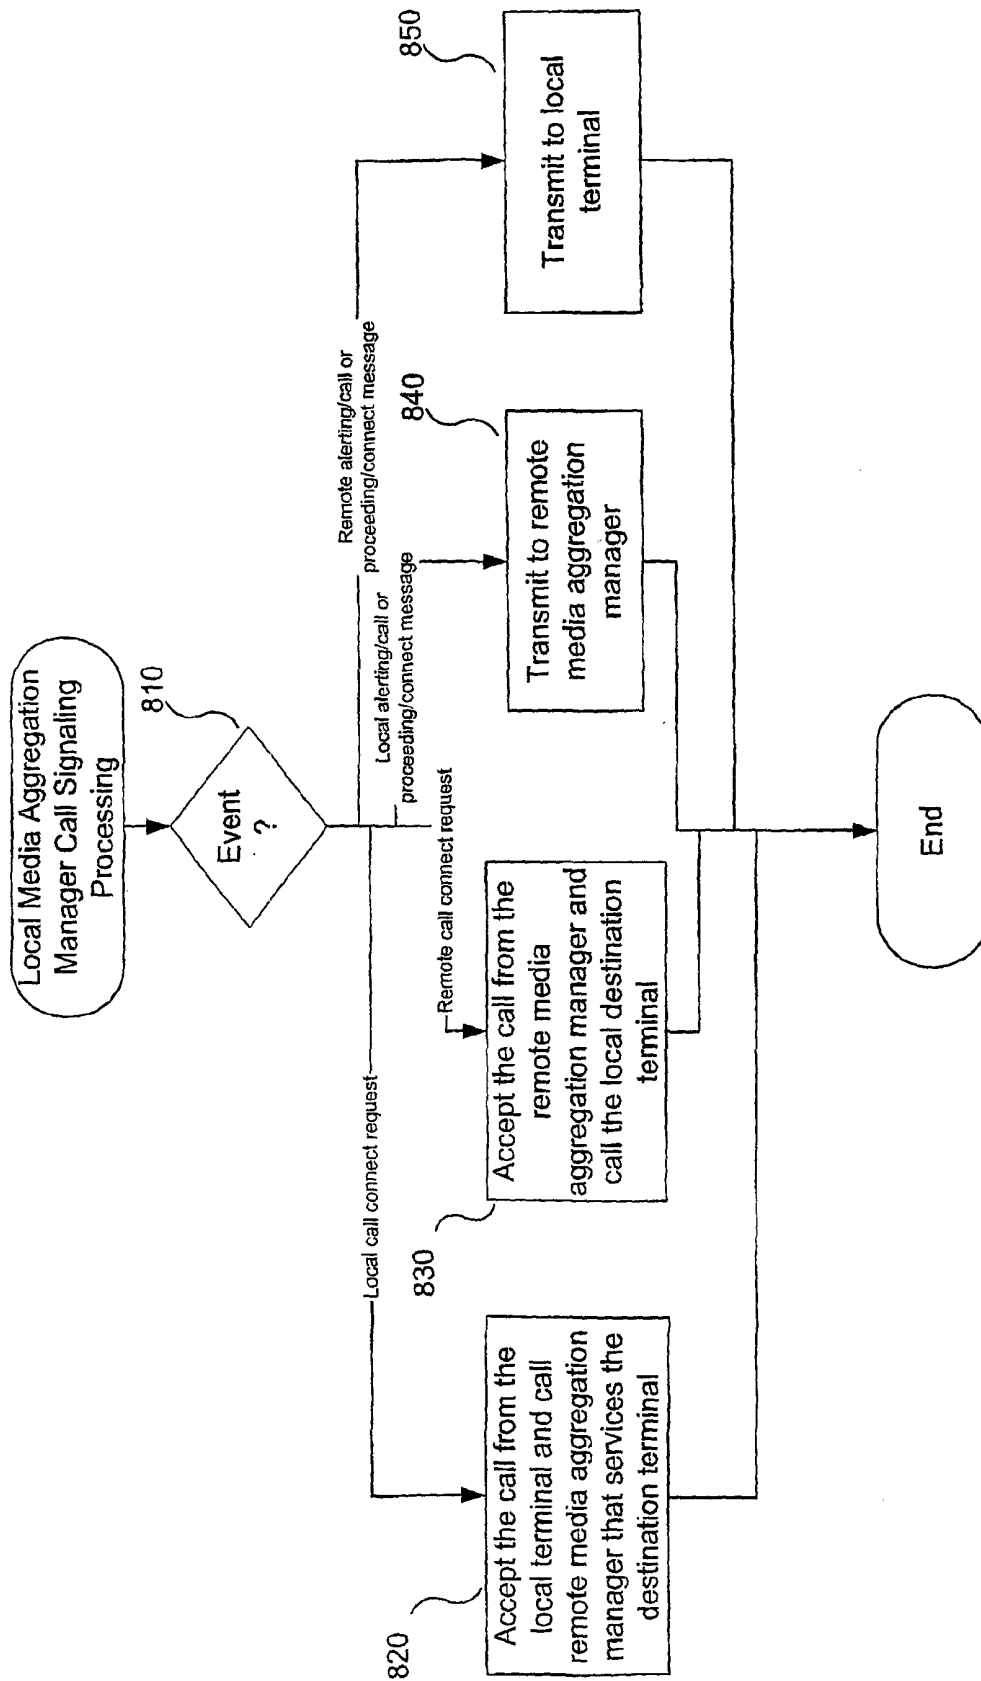 Local Media Aggregation
Manager Call Signaling
Processing
810
Event
?
Local call connect request
Remote call connect request
Local alerting/call or
proceeding/connect message
Remote alerting/call or
proceeding/connect message
820
Accept the call from the
local terminal and call
remote media aggregation
manager that services the
destination terminal
830
Accept the call from the
remote media
aggregation manager and
call the local destination
terminal
840
Transmit to remote
media aggregation
manager
850
Transmit to local
terminal
End